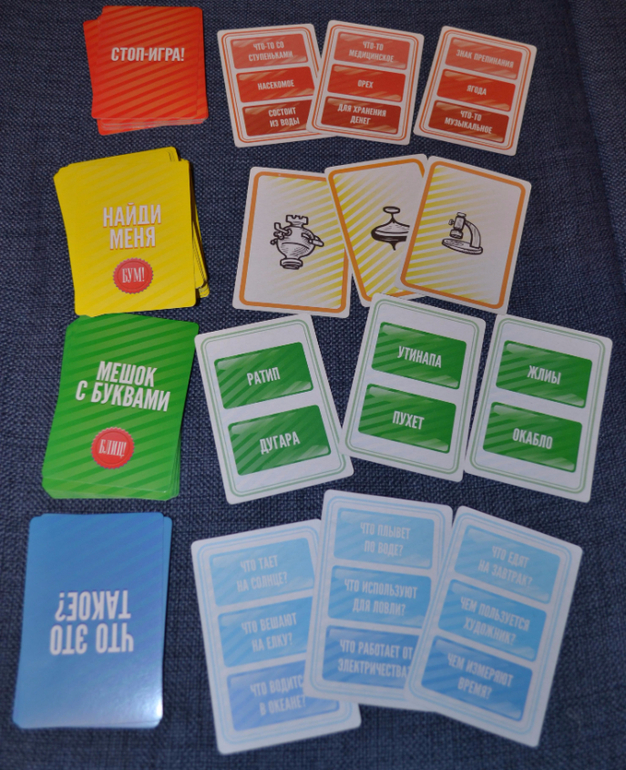 СТОП-ИГРА!
ЧТО-ТО СО
СТУПЕНЬКАМИ
НАСЕКОМОЕ
СОСТОИТ
ИЗ ВОДЫ
ЧТО-ТО
МЕДИЦИНСКОЕ
ОРЕХ
ДЛЯ ХРАНЕНИЯ
ДЕНЕГ
ЗНАК ПРЕПИНАНИЯ
ЯГОДА
ЧТО-ТО
МУЗЫКАЛЬНОЕ
НАЙДИ
МЕНЯ
БУМ!
МЕШОК
С БУКВАМИ
БЛИЦ!
РАТИП
ДУГАРА
УТИНАПА
ПУХЕТ
ЖЛИЫ
ОКАБЛО
ЧТО ЭТО
ТАКОЕ?
ЧТО ТАЕТ
НА СОЛНЦЕ?
ЧТО ВЕШАЮТ
НА ЕЛКУ?
ЧТО ВОДИТСЯ
В ОКЕАНЕ?
ЧТО ПЛЫВЕТ
ПО ВОДЕ?
ЧТО ИСПОЛЬЗУЮТ
ДЛЯ ЛОВЛИ?
ЧТО РАБОТАЕТ ОТ
ЭЛЕКТРИЧЕСТВА?
ЧТО ЕДЯТ
НА ЗАВТРАК?
ЧЕМ ПОЛЬЗУЕТСЯ
ХУДОЖНИК?
ЧЕМ ИЗМЕРЯЮТ
ВРЕМЯ?